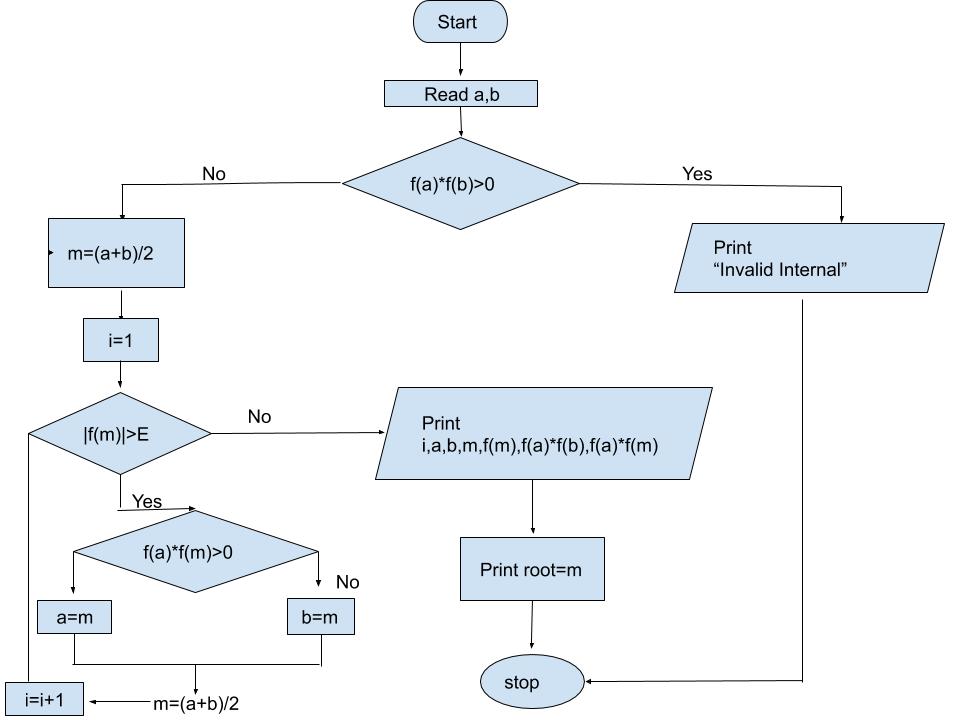 Start
Read a,b
f(a)*f(b)>0
No
Yes
m=(a+b)/2
Print
“Invalid Internal”
i=1
|f(m)|>E
No
Print
i,a,b,m,f(m),f(a)*f(b),f(a)*f(m)
Yes
f(a)*f(m)>0
No
a=m
b=m
Print root=m
m=(a+b)/2
i=i+1
stop